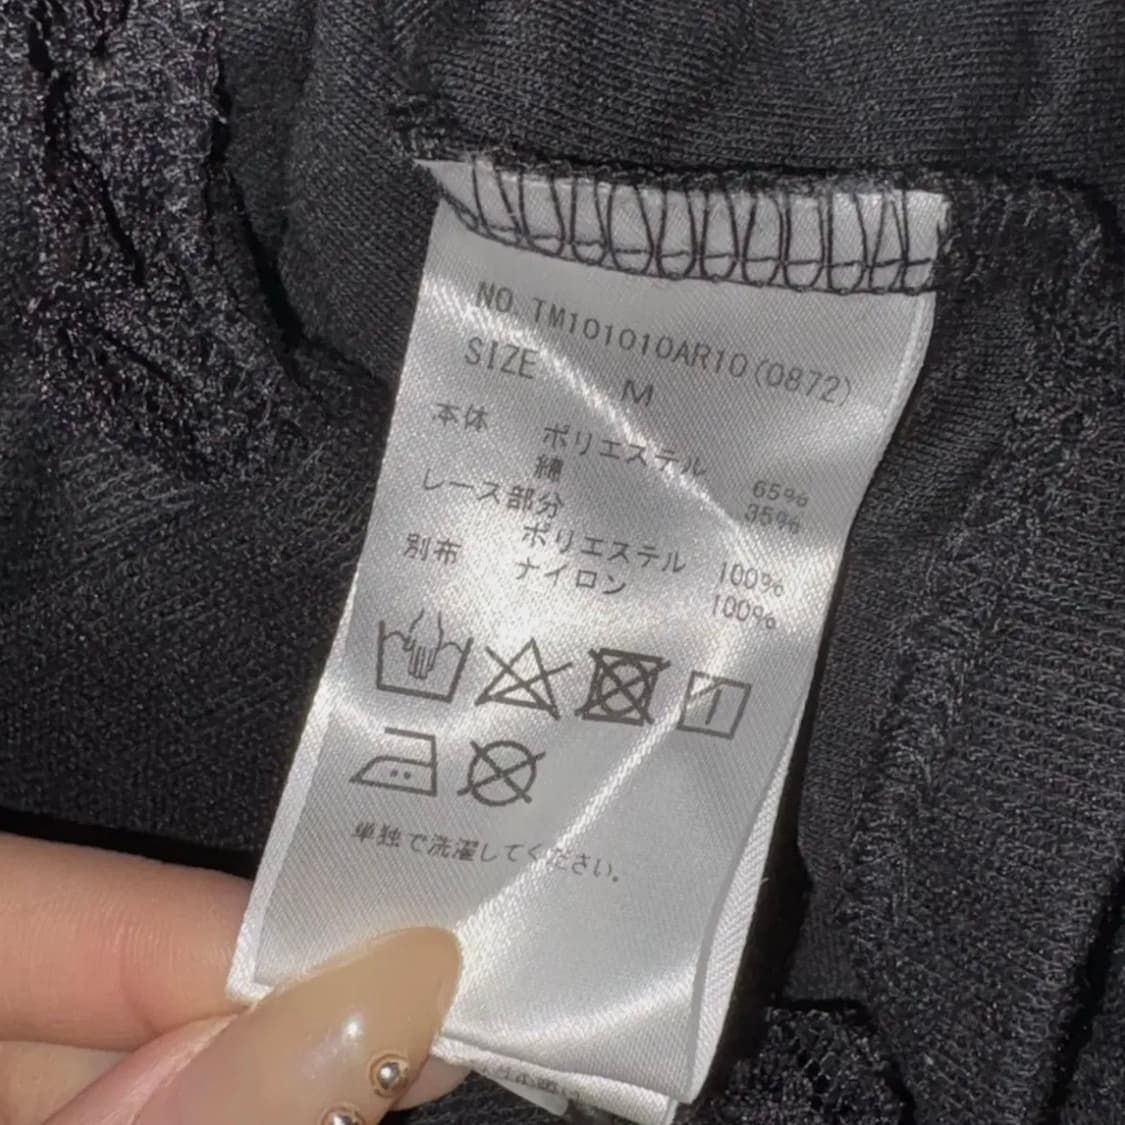 NO.TM101010AR10(0872)
SIZE M
本体 ポリエステル 65%
綿 35%
レース部分
ポリエステル 100%
別布 ナイロン 100%
単独で洗濯してください。